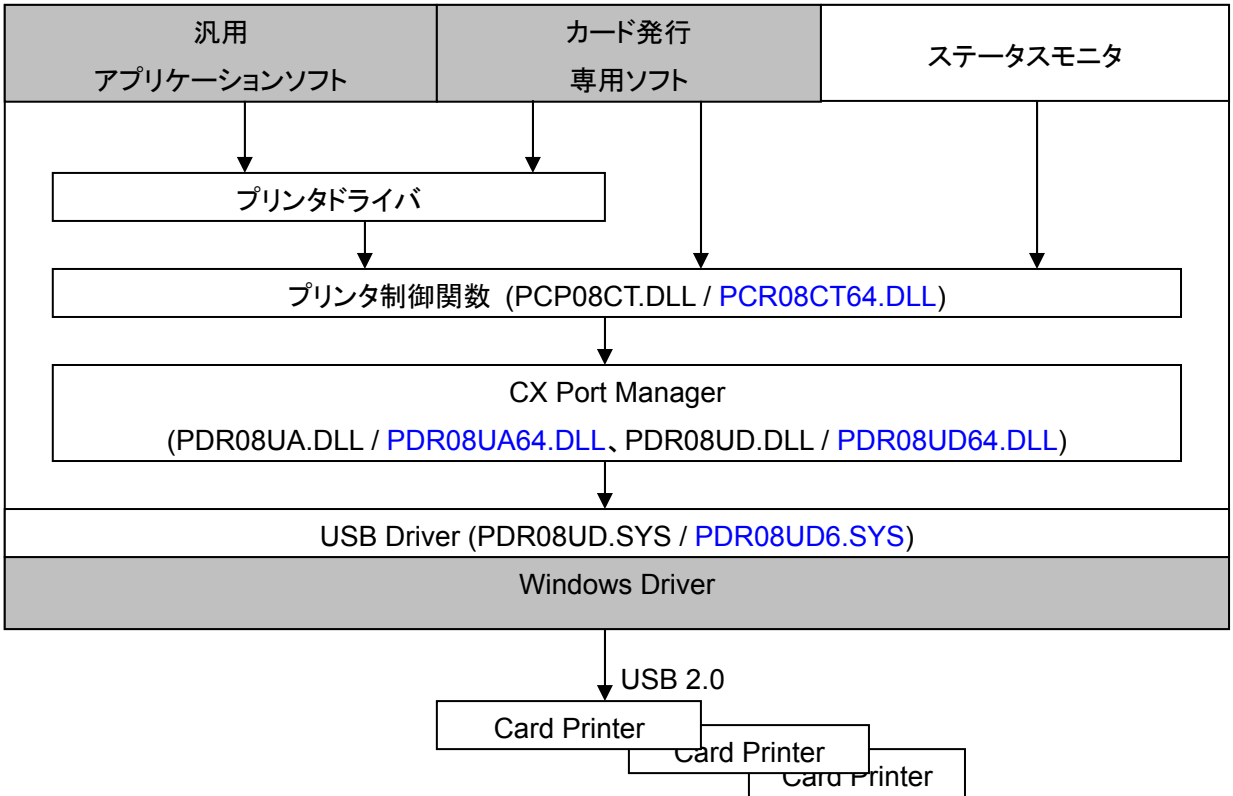 汎用
アプリケーションソフト
カード発行
専用ソフト
ステータスモニタ
プリンタドライバ
プリンタ制御関数 (PCP08CT.DLL / PCR08CT64.DLL)
CX Port Manager
(PDR08UA.DLL / PDR08UA64.DLL、PDR08UD.DLL / PDR08UD64.DLL)
USB Driver (PDR08UD.SYS / PDR08UD6.SYS)
Windows Driver
USB 2.0
Card Printer
Card Printer
Card Printer